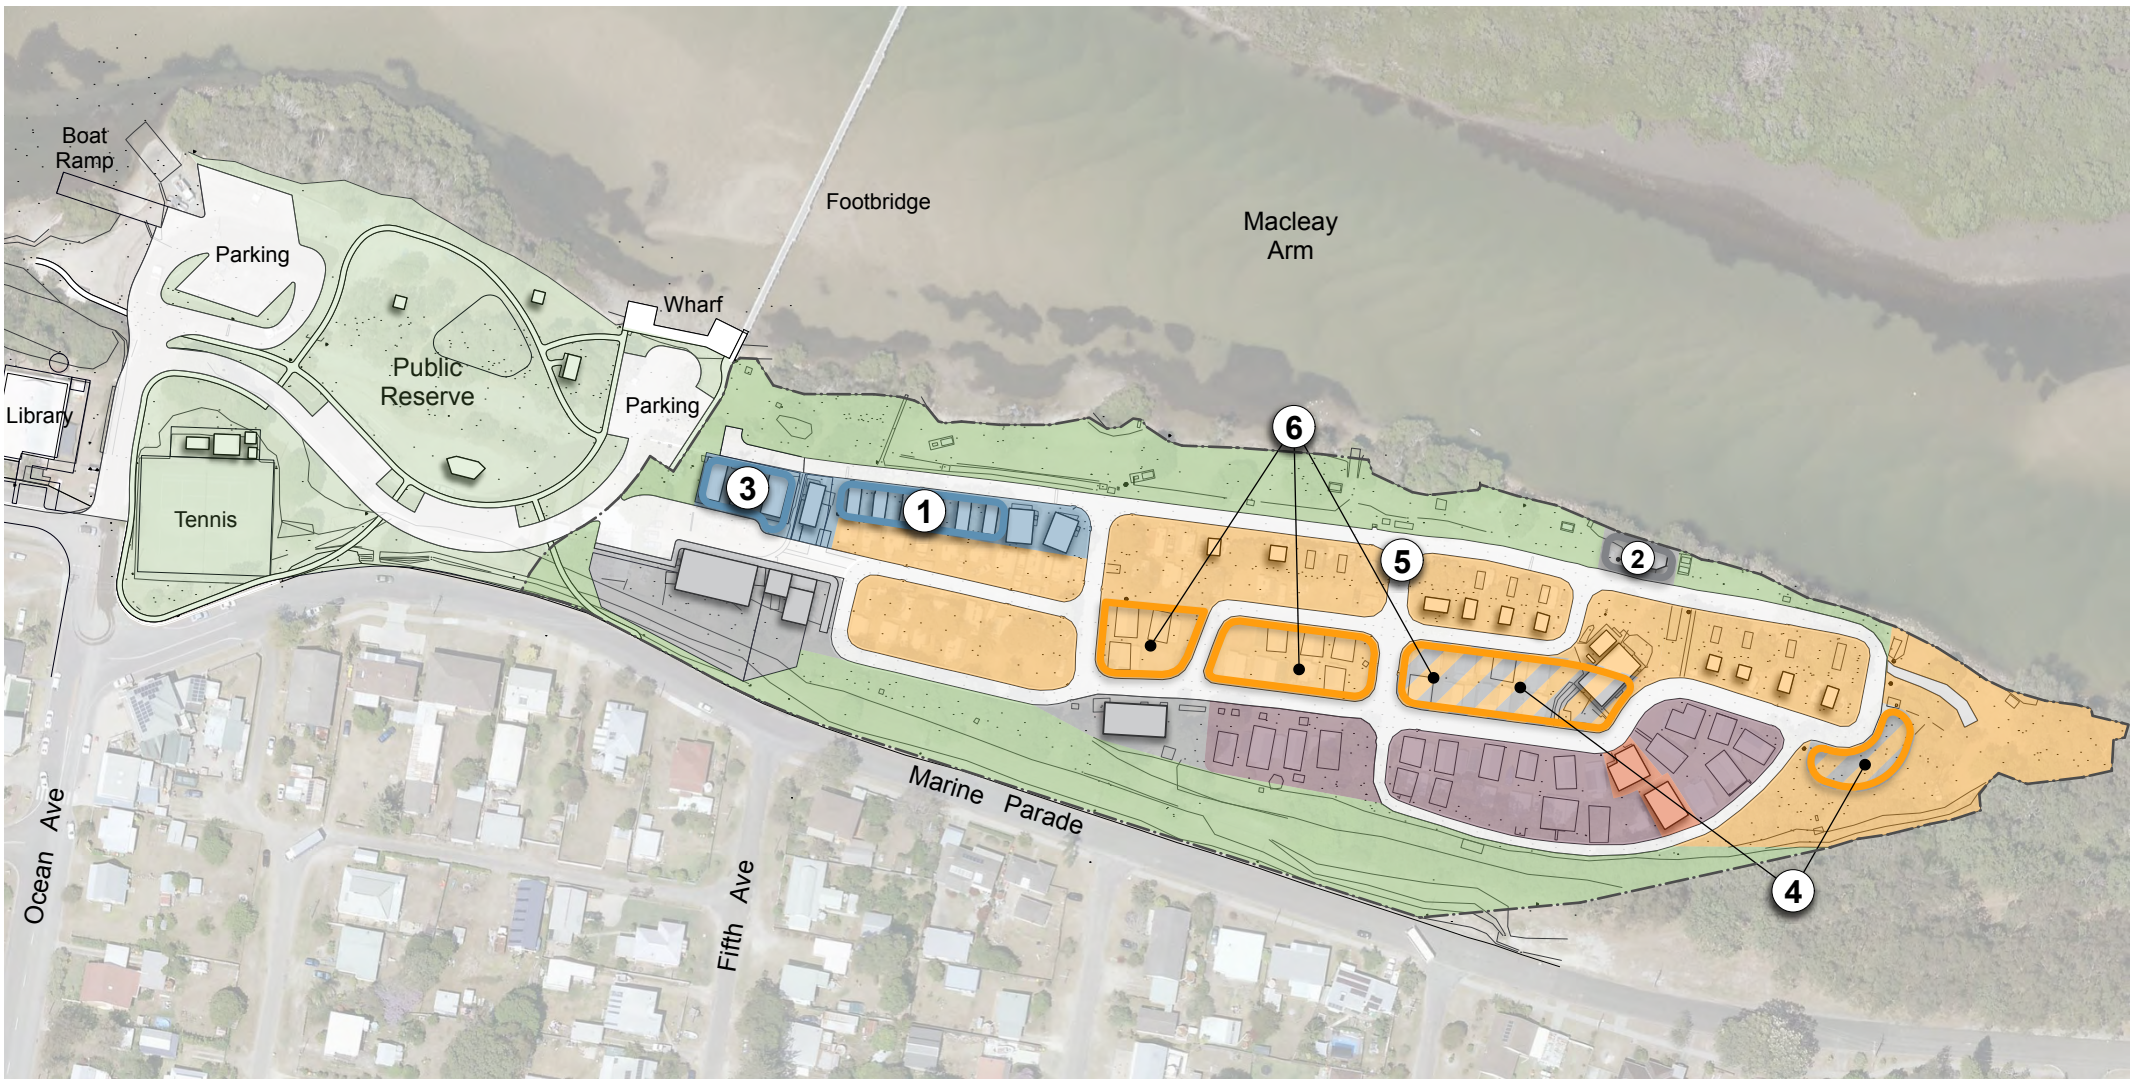 Boat
Ramp
Footbridge
Macleay
Arm
Parking
Wharf
Public
Reserve
Parking
Library
6
3
1
Tennis
5
2
Marine Parade
Ocean Ave
Fifth Ave
4